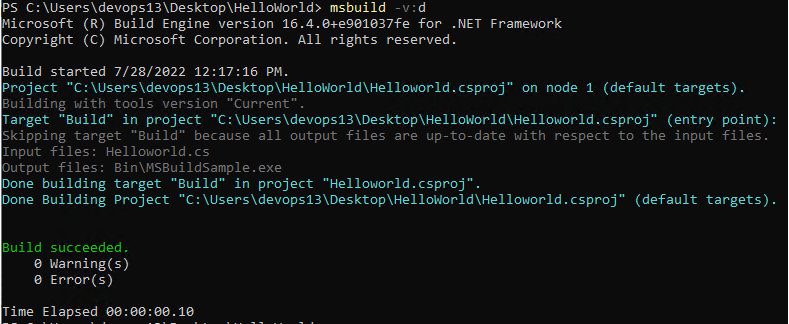 PS C:\Users\devops13\Desktop\HelloWorld> msbuild -v:d
Microsoft (R) Build Engine version 16.4.0+e901037fe for .NET Framework
Copyright (C) Microsoft Corporation. All rights reserved.
Build started 7/28/2022 12:17:16 PM.
Project "C:\Users\devops13\Desktop\HelloWorld\Helloworld.csproj" on node 1 (default targets).
Building with tools version "Current".
Target "Build" in project "C:\Users\devops13\Desktop\HelloWorld\Helloworld.csproj" (entry point):
Skipping target "Build" because all output files are up-to-date with respect to the input files.
Input files: Helloworld.cs
Output files: Bin\MSBuildSample.exe
Done building target "Build" in project "Helloworld.csproj".
Done Building Project "C:\Users\devops13\Desktop\HelloWorld\Helloworld.csproj" (default targets).
Build succeeded.
0 Warning(s)
0 Error(s)
Time Elapsed 00:00:00.10